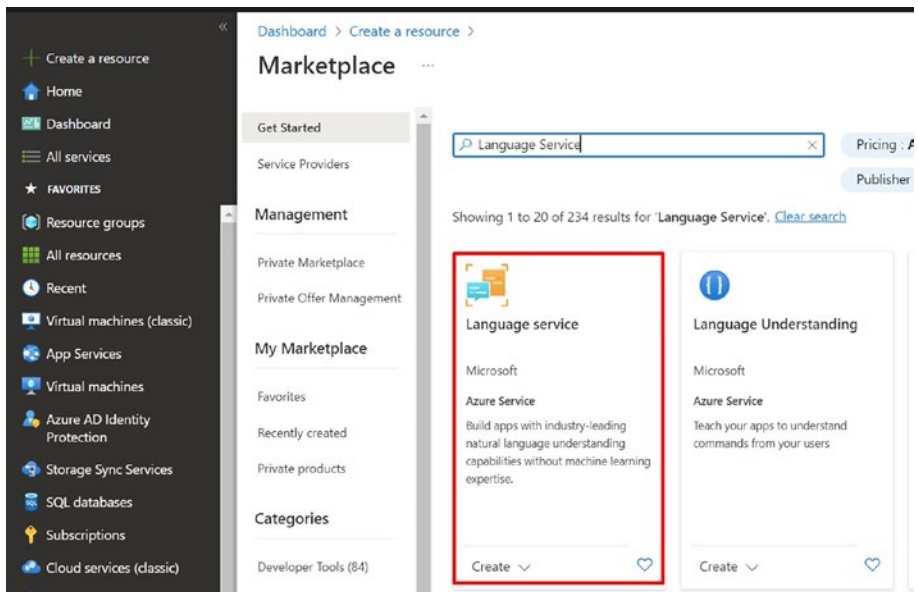 «
Create a resource
Home
Dashboard
All services
FAVORITES
Resource groups
All resources
Recent
Virtual machines (classic)
App Services
Virtual machines
Azure AD Identity
Protection
Storage Sync Services
SQL databases
Subscriptions
Cloud services (classic)
Dashboard > Create a resource >
Marketplace ...
Get Started
Service Providers
Management
Private Marketplace
Private Offer Management
My Marketplace
Favorites
Recently created
Private products
Categories
Developer Tools (84)
Language Service
Pricing : A
Publisher
Showing 1 to 20 of 234 results for 'Language Service'. Clear search
Language service
Microsoft
Azure Service
Build apps with industry-leading
natural language understanding
capabilities without machine learning
expertise.
Create
Language Understanding
Microsoft
Azure Service
Teach your apps to understand
commands from your users
Create